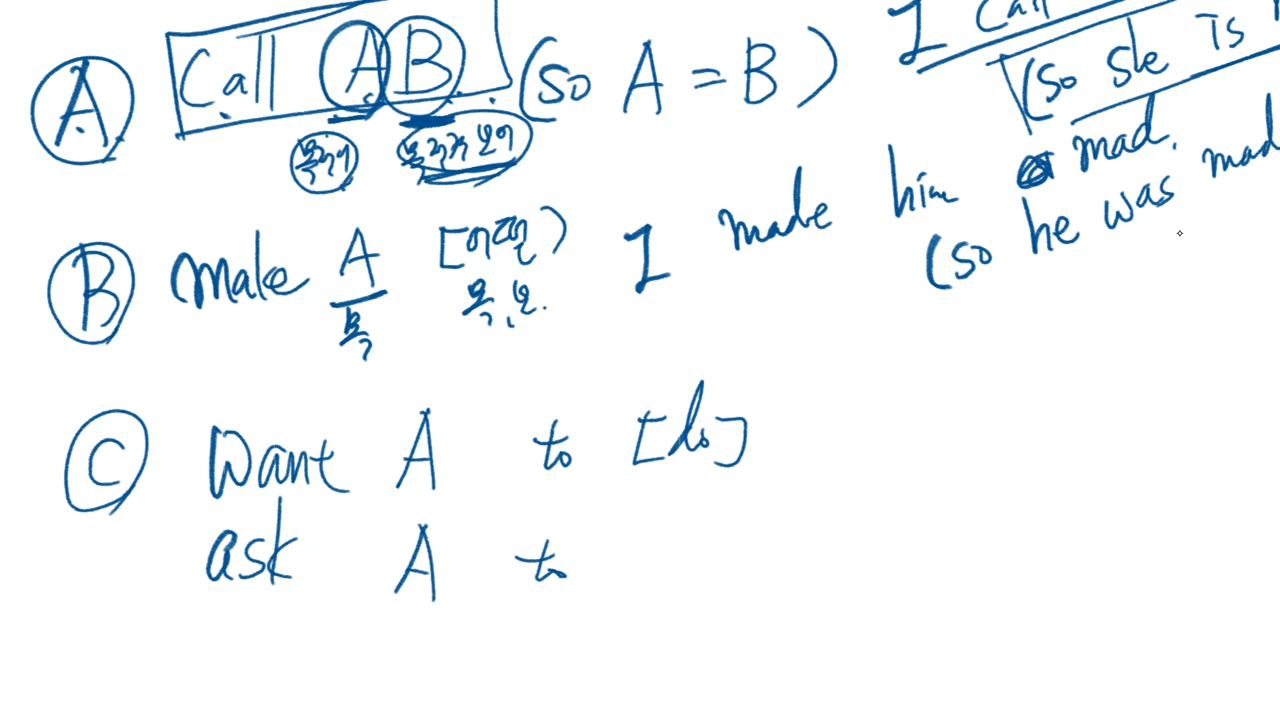 A Call A B (so A = B) I call
목적어 목적격보어 (so she is
B Make A [어떤) I made him mad.
목 목.보. (so he was mad
C Want A to [do]
ask A to